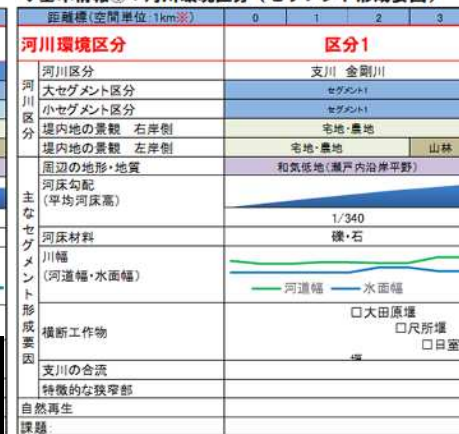 距離標(空間単位:1km※) 0 1 2 3
河川環境区分 区分1
河川区分
河川区分 支川 金剛川
大セグメント区分 セグメント1
小セグメント区分 セグメント1
堤内地の景観 右岸側 宅地・農地
堤内地の景観 左岸側 宅地・農地 山林
主なセグメント形成要因
周辺の地形・地質 和気低地(瀬戸内沿岸平野)
河床勾配
(平均河床高)
1/340
河床材料 礫・石
川幅
(河道幅・水面幅)
河道幅 水面幅
横断工作物
□大田原堰
□尺所堰
□日室
支川の合流
特徴的な狭窄部
自然再生
課題: